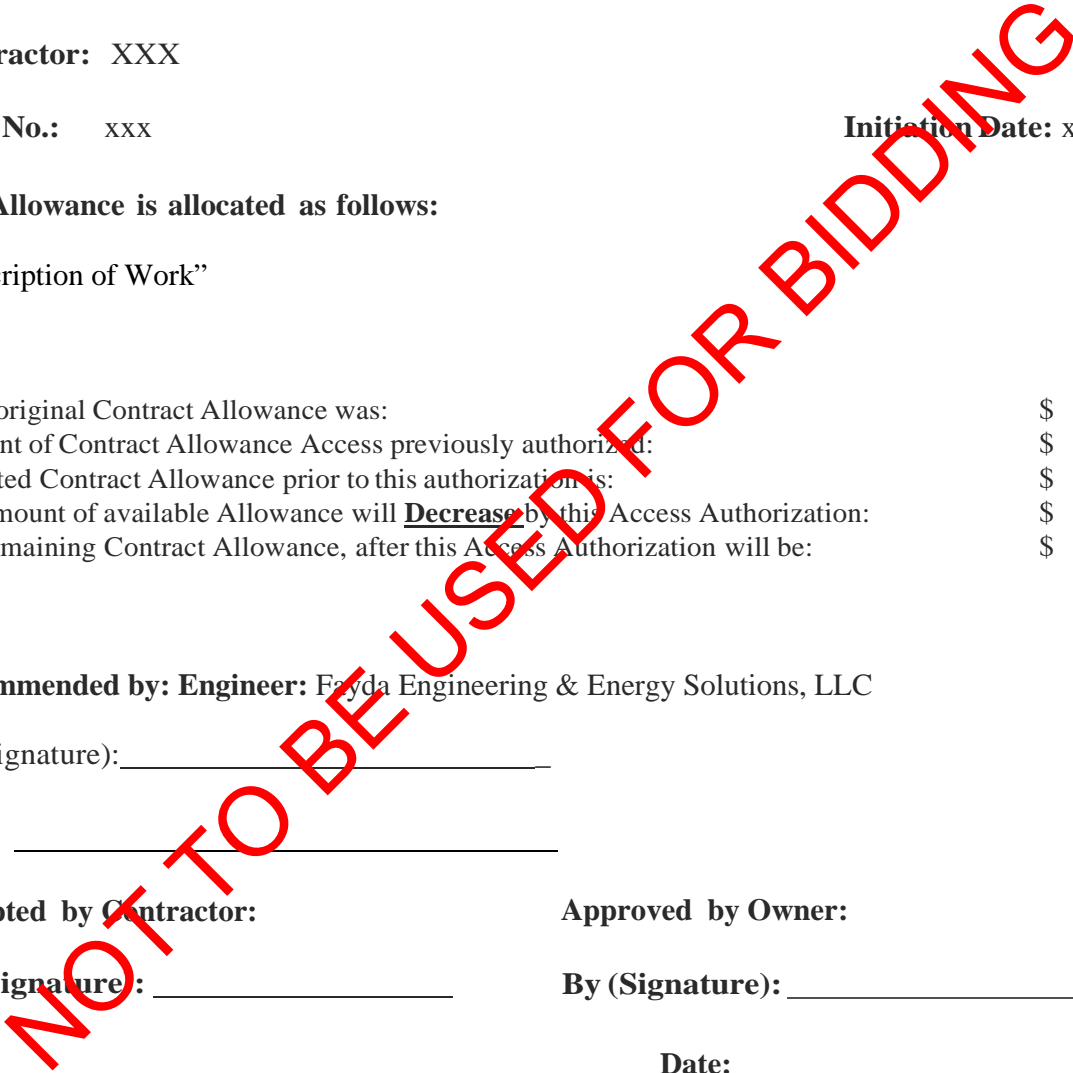 ractor: XXX
No.: xxx Initiation Date: x
Allowance is allocated as follows:
cription of Work”
original Contract Allowance was: $
nt of Contract Allowance Access previously authorized: $
ted Contract Allowance prior to this authorization is: $
mount of available Allowance will Decrease by this Access Authorization: $
maining Contract Allowance, after this Access Authorization will be: $
mmended by: Engineer: Fayda Engineering & Energy Solutions, LLC
ignature):
pted by Contractor: Approved by Owner:
ignature): By (Signature):
Date:
NOT TO BE USED FOR BIDDING